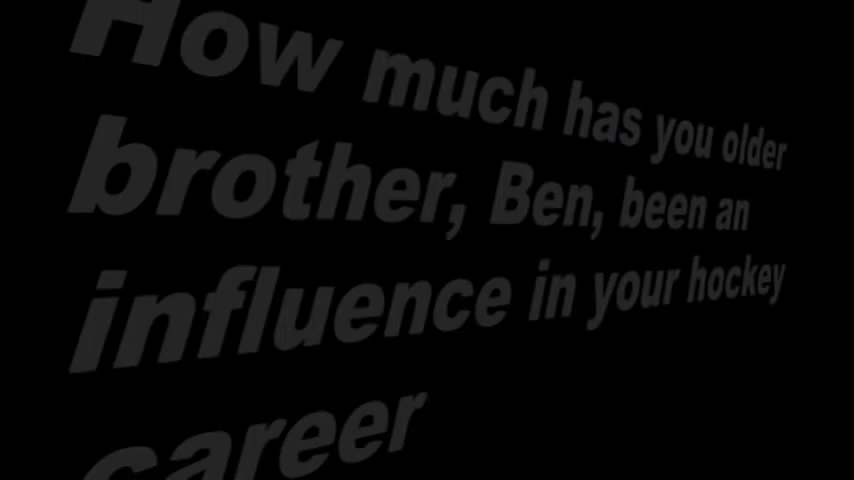 How much has you older
brother, Ben, been an
influence in your hockey
career